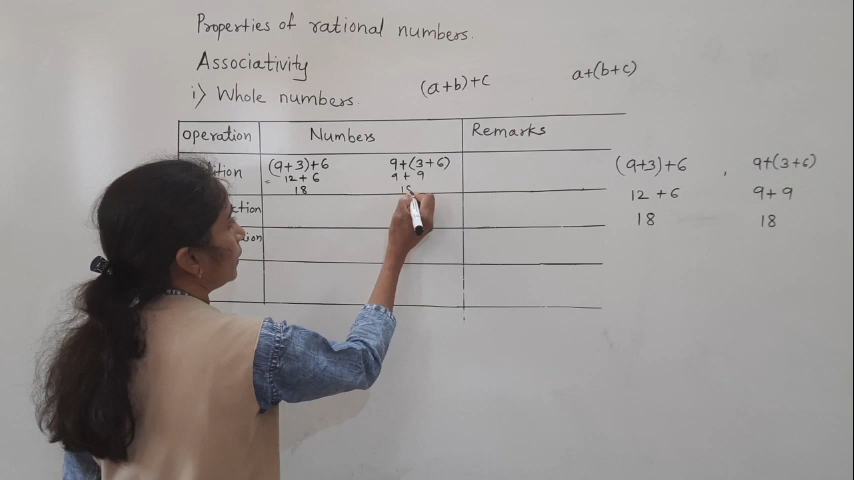 Properties of rational numbers.
Associativity
i) Whole numbers. (a+b)+c a+(b+c)
Operation Numbers Remarks
(9+3)+6 9+(3+6)
= 12+6 9+9
18
(9+3)+6 , 9+(3+6)
12+6 9+9
18 18